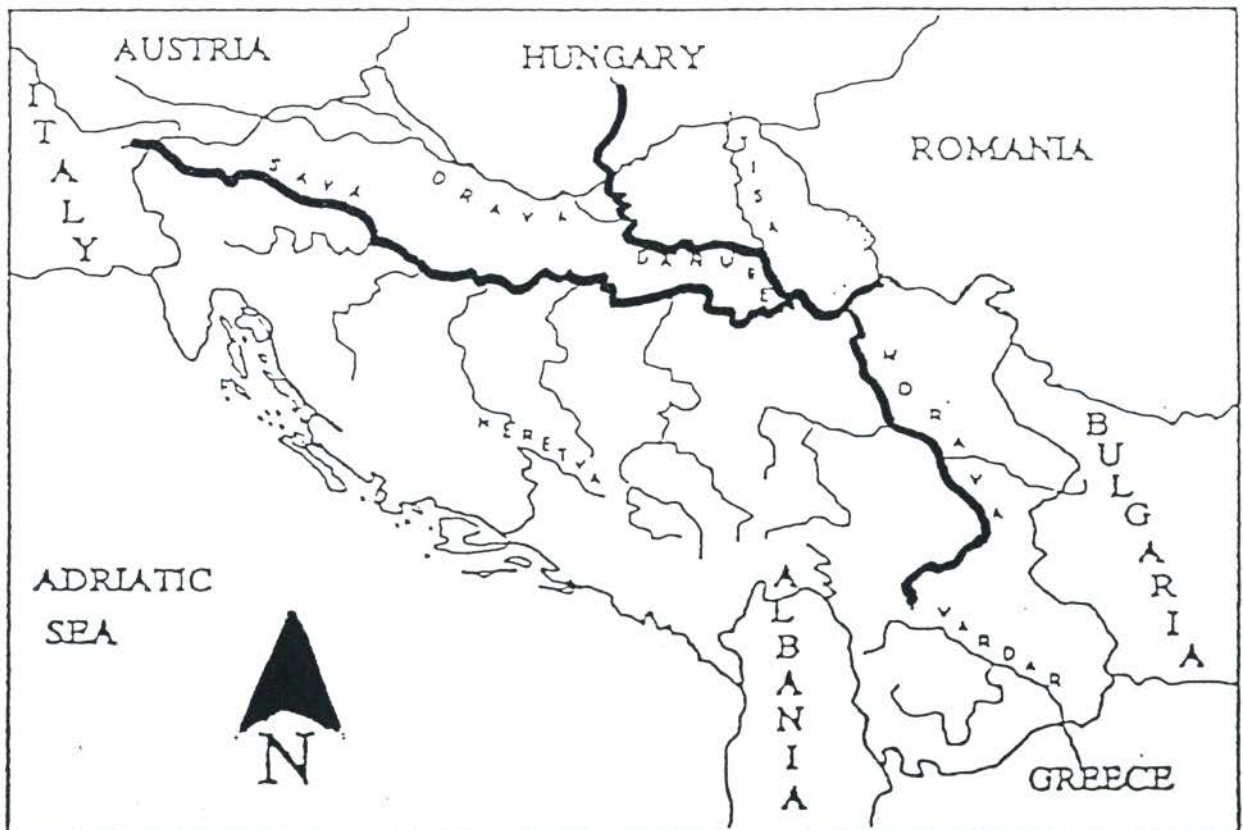 AUSTRIA
HUNGARY
ITALY
ROMANIA
TISA
SAVA
DRAVA
DANUBE
MORAVA
BULGARIA
NERETVA
ADRIATIC
SEA
ALBANIA
VARDAR
N
GREECE